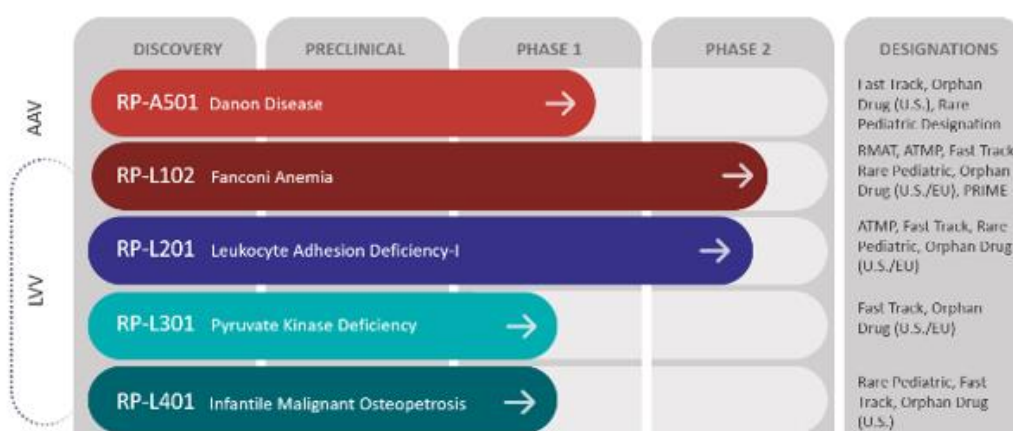 DISCOVERY PRECLINICAL PHASE 1 PHASE 2 DESIGNATIONS
AAV
RP-A501 Danon Disease
Fast Track, Orphan
Drug (U.S.), Rare
Pediatric Designation
LVV
RP-L102 Fanconi Anemia
RMAT, ATMP, Fast Track
Rare Pediatric, Orphan
Drug (U.S./EU), PRIME
RP-L201 Leukocyte Adhesion Deficiency-I
ATMP, Fast Track, Rare
Pediatric, Orphan Drug
(U.S./EU)
RP-L301 Pyruvate Kinase Deficiency
Fast Track, Orphan
Drug (U.S./EU)
RP-L401 Infantile Malignant Osteopetrosis
Rare Pediatric, Fast
Track, Orphan Drug
(U.S.)